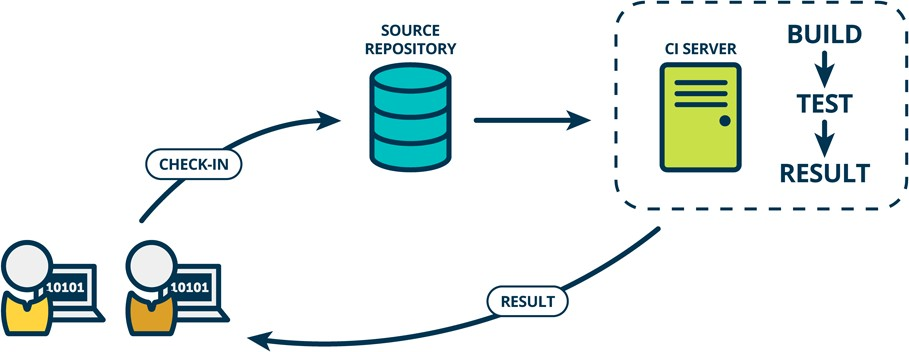 SOURCE
REPOSITORY
CI SERVER
BUILD
TEST
RESULT
CHECK-IN
10101
10101
RESULT